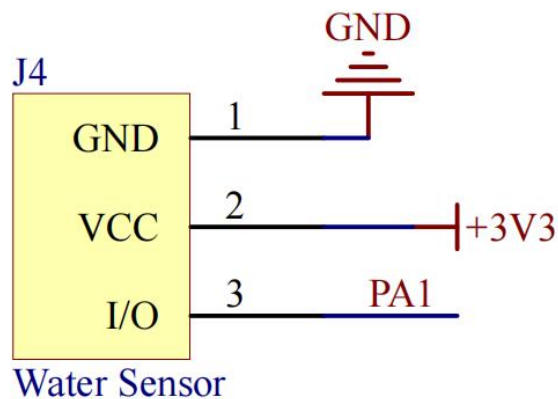 GND
J4
GND 1
VCC 2 +3V3
I/O 3 PA1
Water Sensor